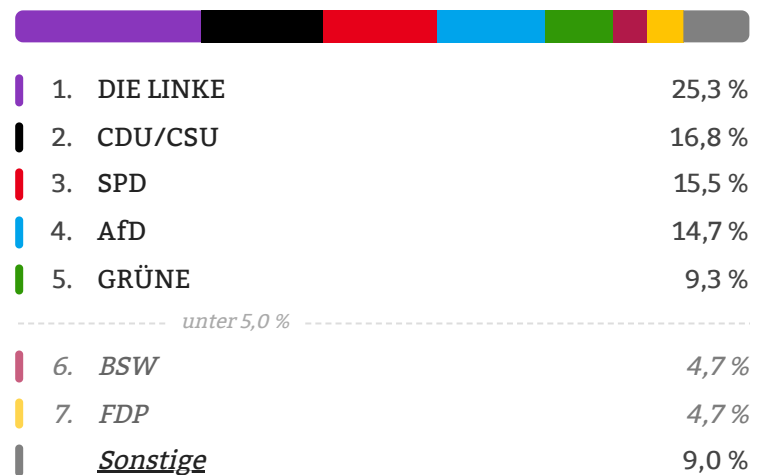 1. DIE LINKE 25,3 %
2. CDU/CSU 16,8 %
3. SPD 15,5 %
4. AfD 14,7 %
5. GRÜNE 9,3 %
unter 5,0 %
6. BSW 4,7 %
7. FDP 4,7 %
Sonstige 9,0 %